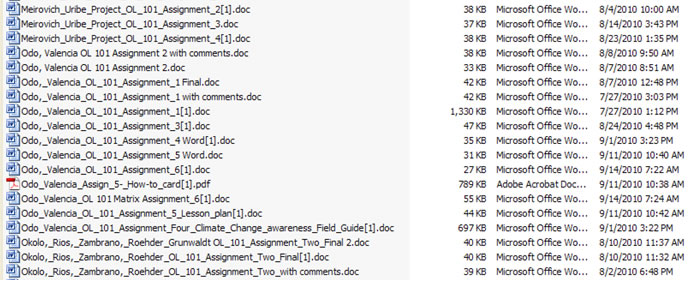 Meirovich_Uribe Project_OL_101_Assignment_2[1].doc 38 KB Microsoft Office Wo... 8/4/2010 10:00 AM
Meirovich_Uribe_Project_OL_101_Assignment_3.doc 37 KB Microsoft Office Wo... 8/14/2010 3:43 PM
Meirovich_Uribe_Project_OL_101_Assignment_4[1].doc 38 KB Microsoft Office Wo... 8/23/2010 1:35 PM
Odo, Valencia OL 101 Assignment 2 with comments.doc 38 KB Microsoft Office Wo... 8/8/2010 9:50 AM
Odo, Valencia OL 101 Assignment 2.doc 33 KB Microsoft Office Wo... 8/7/2010 8:51 AM
Odo,_Valencia_OL_101_Assignment_1 Final.doc 42 KB Microsoft Office Wo... 8/7/2010 12:48 PM
Odo,_Valencia_OL_101_Assignment_1 with comments.doc 42 KB Microsoft Office Wo... 7/27/2010 3:03 PM
Odo,_Valencia_OL_101_Assignment_1[1].doc 1,330 KB Microsoft Office Wo... 7/27/2010 1:12 PM
Odo,_Valencia_OL_101_Assignment_3[1].doc 47 KB Microsoft Office Wo... 8/24/2010 4:48 PM
Odo,_Valencia_OL_101_Assignment_4 Word[1].doc 35 KB Microsoft Office Wo... 9/1/2010 3:23 PM
Odo,_Valencia_OL_101_Assignment_5 Word.doc 31 KB Microsoft Office Wo... 9/11/2010 10:40 AM
Odo,_Valencia_OL_101_Assignment_6[1].doc 27 KB Microsoft Office Wo... 9/14/2010 7:22 AM
Odo_Valencia_Assign_5-_How-to_card[1].pdf 789 KB Adobe Acrobat Doc... 9/11/2010 10:38 AM
Odo_Valencia_OL 101 Matrix Assignment_6[1].doc 55 KB Microsoft Office Wo... 9/14/2010 7:24 AM
Odo_Valencia_OL_101_Assignment_5_Lesson_plan[1].doc 44 KB Microsoft Office Wo... 9/11/2010 10:42 AM
Odo_Valencia_OL_101_Assignment_Four_Climate_Change_awareness_Field_Guide[1].doc 697 KB Microsoft Office Wo... 9/1/2010 3:22 PM
Okolo,_Rios,_Zambrano,_Roehder_Grunwaldt OL_101_Assignment_Two_Final 2.doc 40 KB Microsoft Office Wo... 8/10/2010 11:37 AM
Okolo,_Rios,_Zambrano,_Roehder_OL_101_Assignment_Two_Final[1].doc 40 KB Microsoft Office Wo... 8/10/2010 11:32 AM
Okolo,_Rios,_Zambrano,_Roehder_OL_101_Assignment_Two_with comments.doc 39 KB Microsoft Office Wo... 8/2/2010 6:48 PM